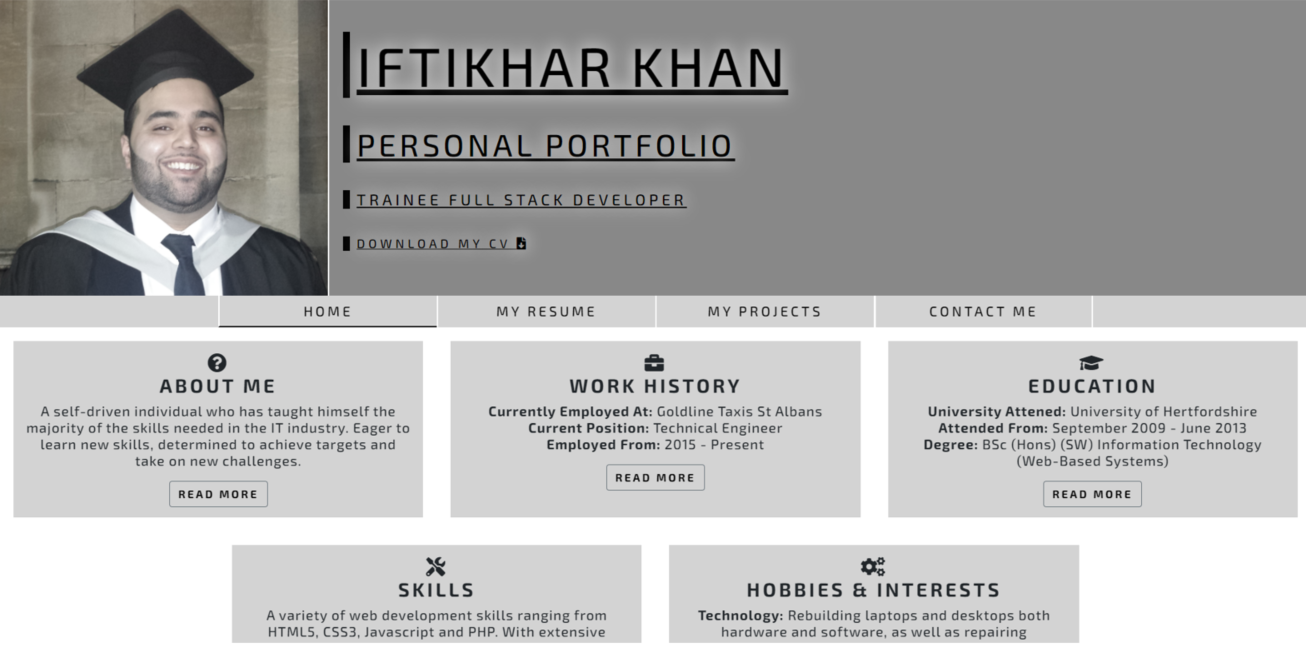 IFTIKHAR KHAN
PERSONAL PORTFOLIO
TRAINEE FULL STACK DEVELOPER
DOWNLOAD MY CV
HOME
MY RESUME
MY PROJECTS
CONTACT ME
ABOUT ME
A self-driven individual who has taught himself the
majority of the skills needed in the IT industry. Eager to
learn new skills, determined to achieve targets and
take on new challenges.
READ MORE
WORK HISTORY
Currently Employed At: Goldline Taxis St Albans
Current Position: Technical Engineer
Employed From: 2015 - Present
READ MORE
EDUCATION
University Attened: University of Hertfordshire
Attended From: September 2009 - June 2013
Degree: BSc (Hons) (SW) Information Technology
(Web-Based Systems)
READ MORE
SKILLS
A variety of web development skills ranging from
HTML5, CSS3, Javascript and PHP. With extensive
HOBBIES & INTERESTS
Technology: Rebuilding laptops and desktops both
hardware and software, as well as repairing